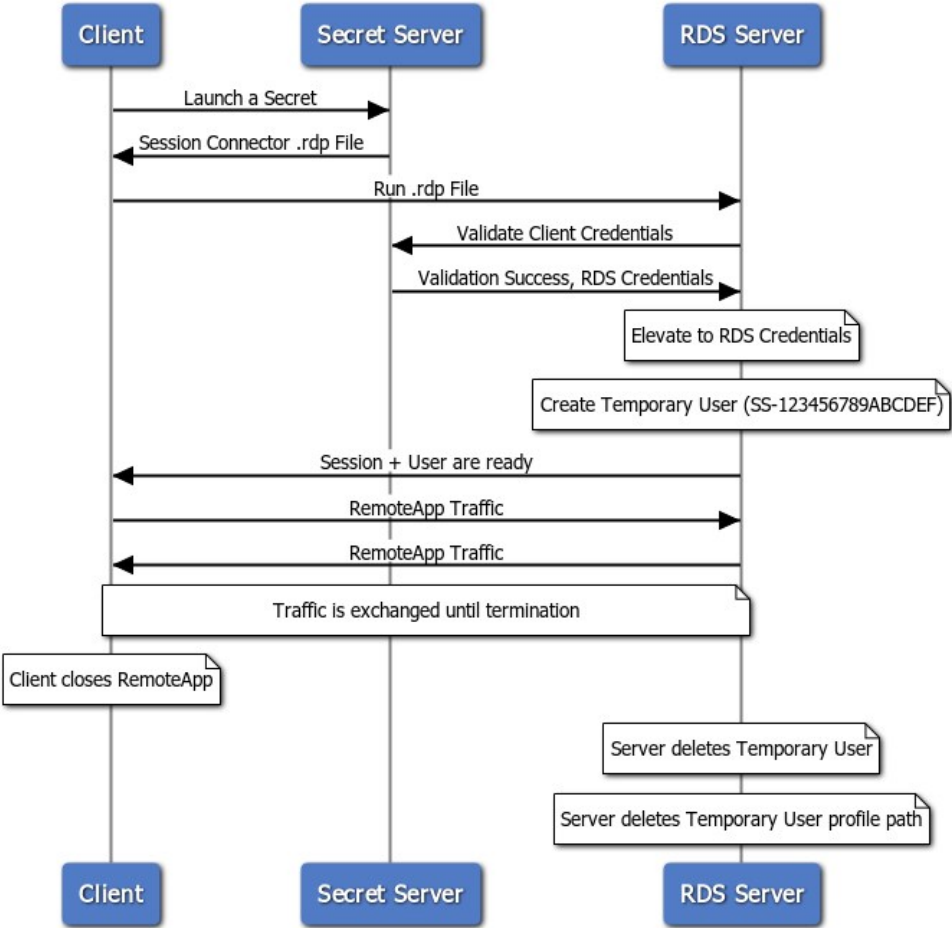 Client
Secret Server
RDS Server
Launch a Secret
Session Connector .rdp File
Run .rdp File
Validate Client Credentials
Validation Success, RDS Credentials
Elevate to RDS Credentials
Create Temporary User (SS-123456789ABCDEF)
Session + User are ready
RemoteApp Traffic
RemoteApp Traffic
Traffic is exchanged until termination
Client closes RemoteApp
Server deletes Temporary User
Server deletes Temporary User profile path
Client
Secret Server
RDS Server